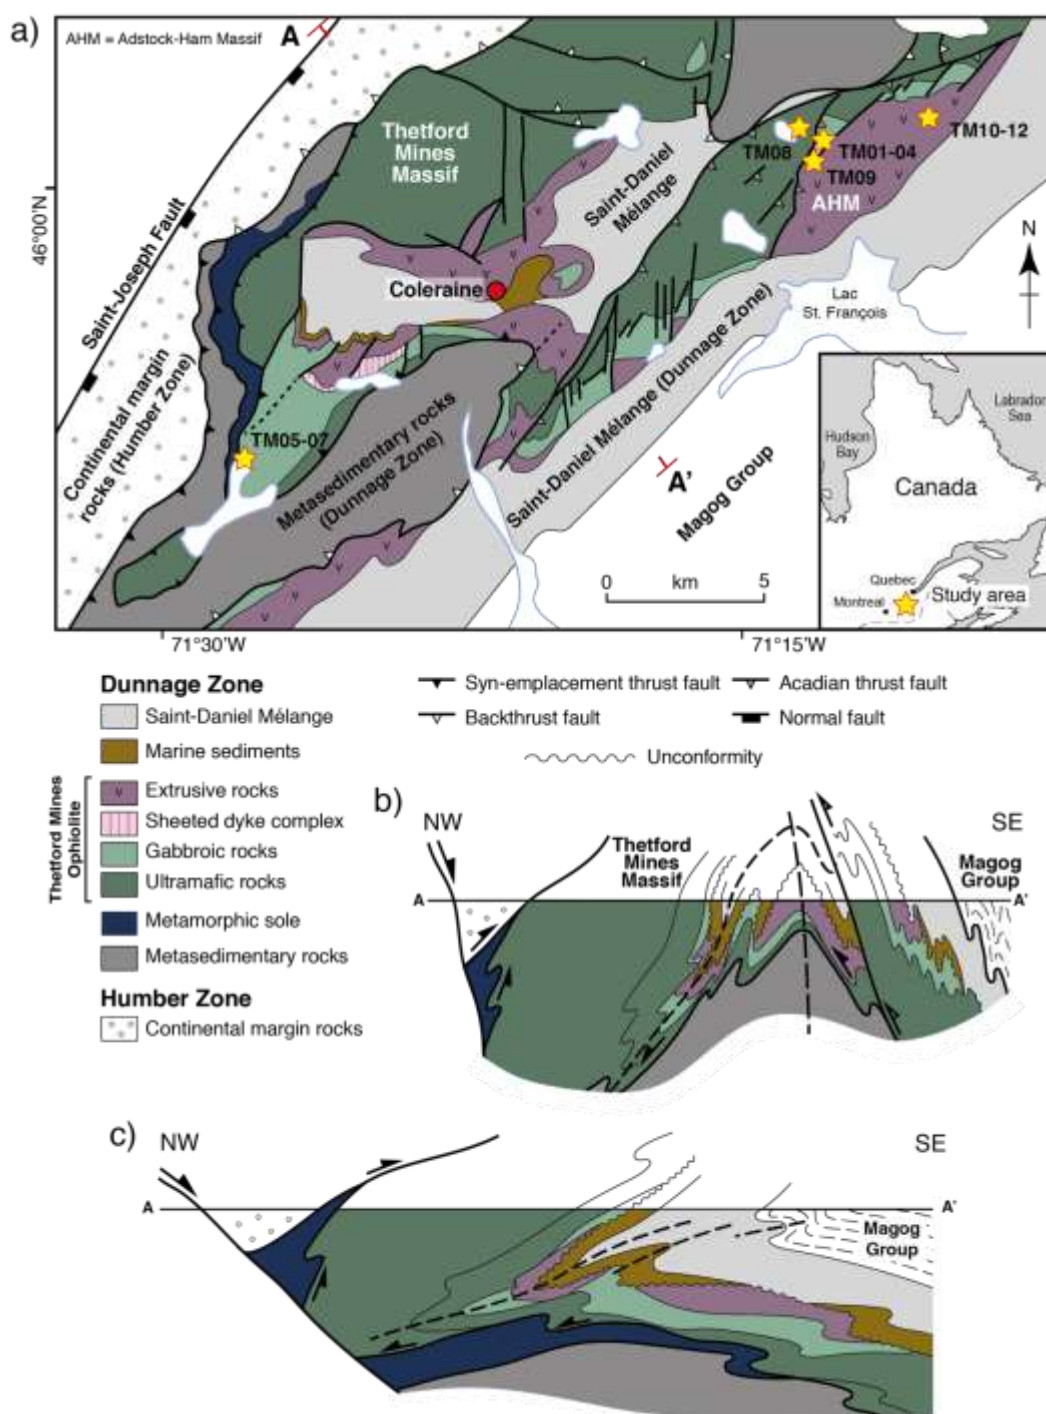 a)
AHM = Adstock-Ham Massif
A
Thetford
Mines
Massif
Saint-Daniel
Mélange
TM08
TM10-12
TM01-04
TM09
AHM
46°00'N
Saint-Joseph Fault
Coleraine
N
Lac
St. François
Continental margin
rocks (Humber Zone)
TM05-07
Metasedimentary rocks
(Dunnage Zone)
Saint-Daniel Mélange (Dunnage Zone)
A'
Magog Group
0 km 5
Hudson
Bay
Labrador
Sea
Canada
Quebec
Montreal
Study area
71°30'W
71°15'W
Dunnage Zone
Saint-Daniel Mélange
Marine sediments
Thetford Mines
Ophiolite
v Extrusive rocks
Sheeted dyke complex
Gabbroic rocks
Ultramafic rocks
Metamorphic sole
Metasedimentary rocks
Humber Zone
Continental margin rocks
Syn-emplacement thrust fault
Acadian thrust fault
Backthrust fault
Normal fault
Unconformity
b)
NW
SE
Thetford
Mines
Massif
Magog
Group
A
A'
c)
NW
SE
A
A'
Magog
Group